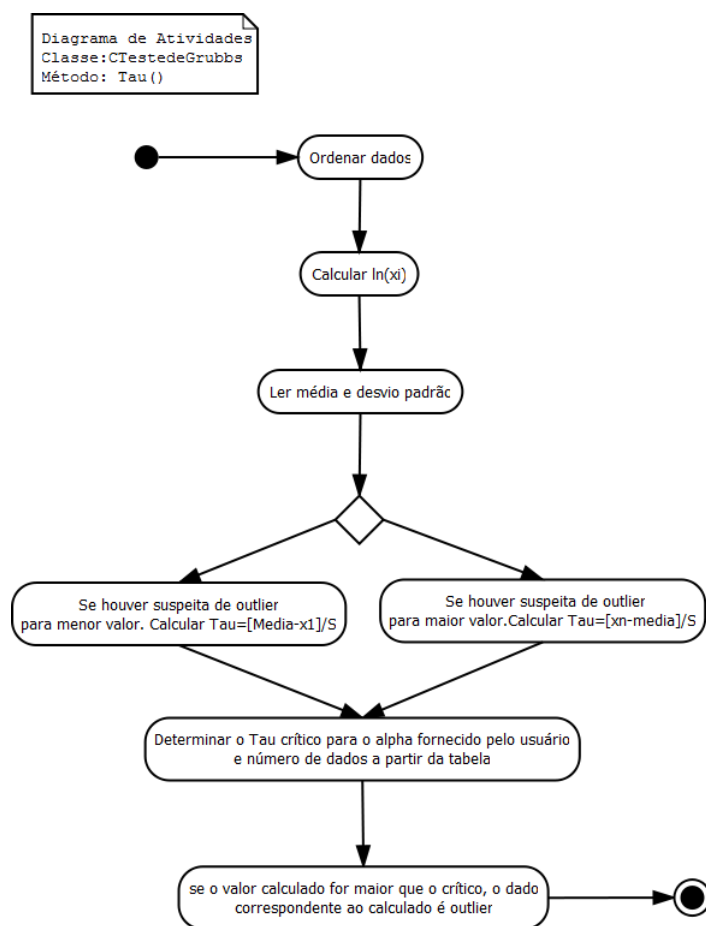 Diagrama de Atividades
Classe:CTestedeGrubbs
Método: Tau()
Ordenar dados
Calcular ln(xi)
Ler média e desvio padrão
Se houver suspeita de outlier
para menor valor. Calcular Tau=[Media-x1]/S
Se houver suspeita de outlier
para maior valor.Calcular Tau=[xn-media]/S
Determinar o Tau crítico para o alpha fornecido pelo usuário
e número de dados a partir da tabela
se o valor calculado for maior que o crítico, o dado
correspondente ao calculado é outlier